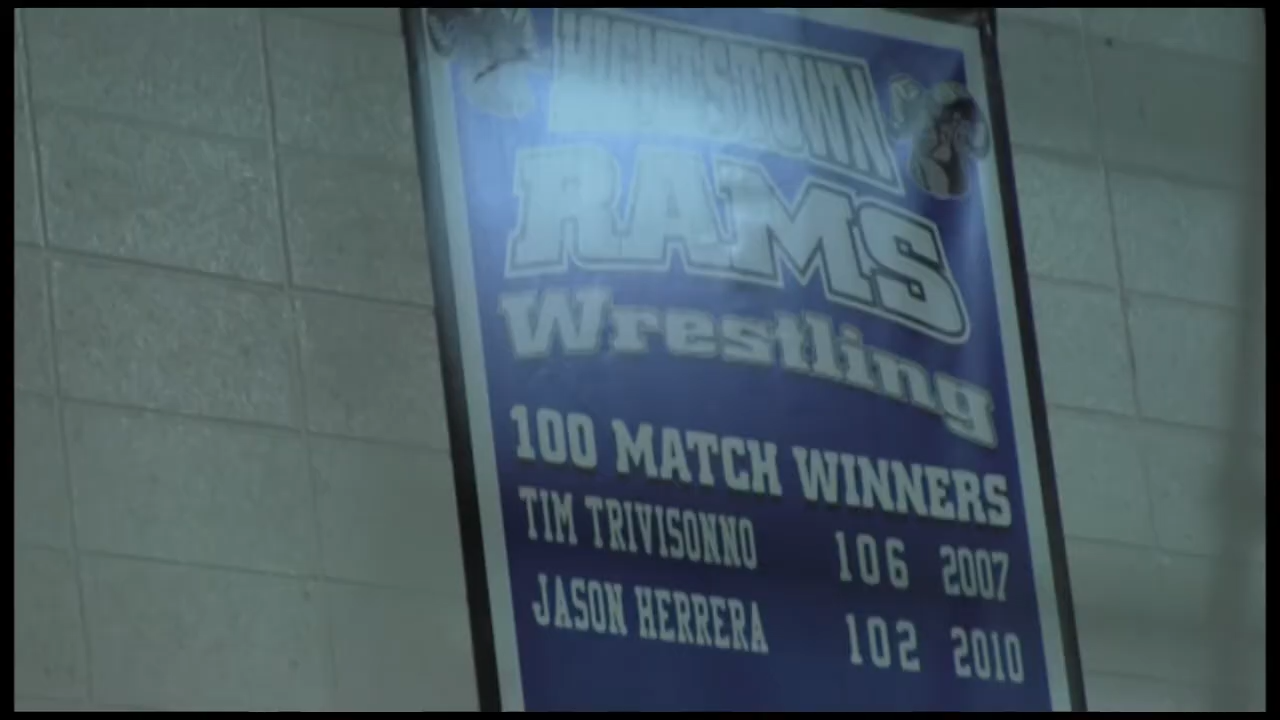 HIGHTSTOWN
RAMS
Wrestling
100 MATCH WINNERS
TIM TRIVISONNO 106 2007
JASON HERRERA 102 2010